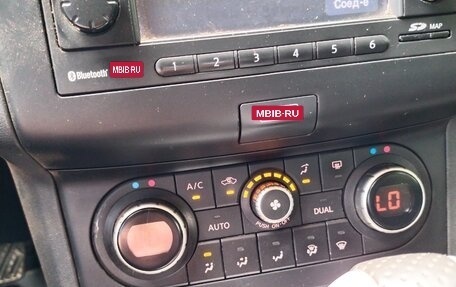 Соед-е
1 2 3 4 5 6
SD MAP
Bluetooth MBIB-RU
MBIB-RU
A/C
AUTO
PUSH ON·OFF
DUAL
LO